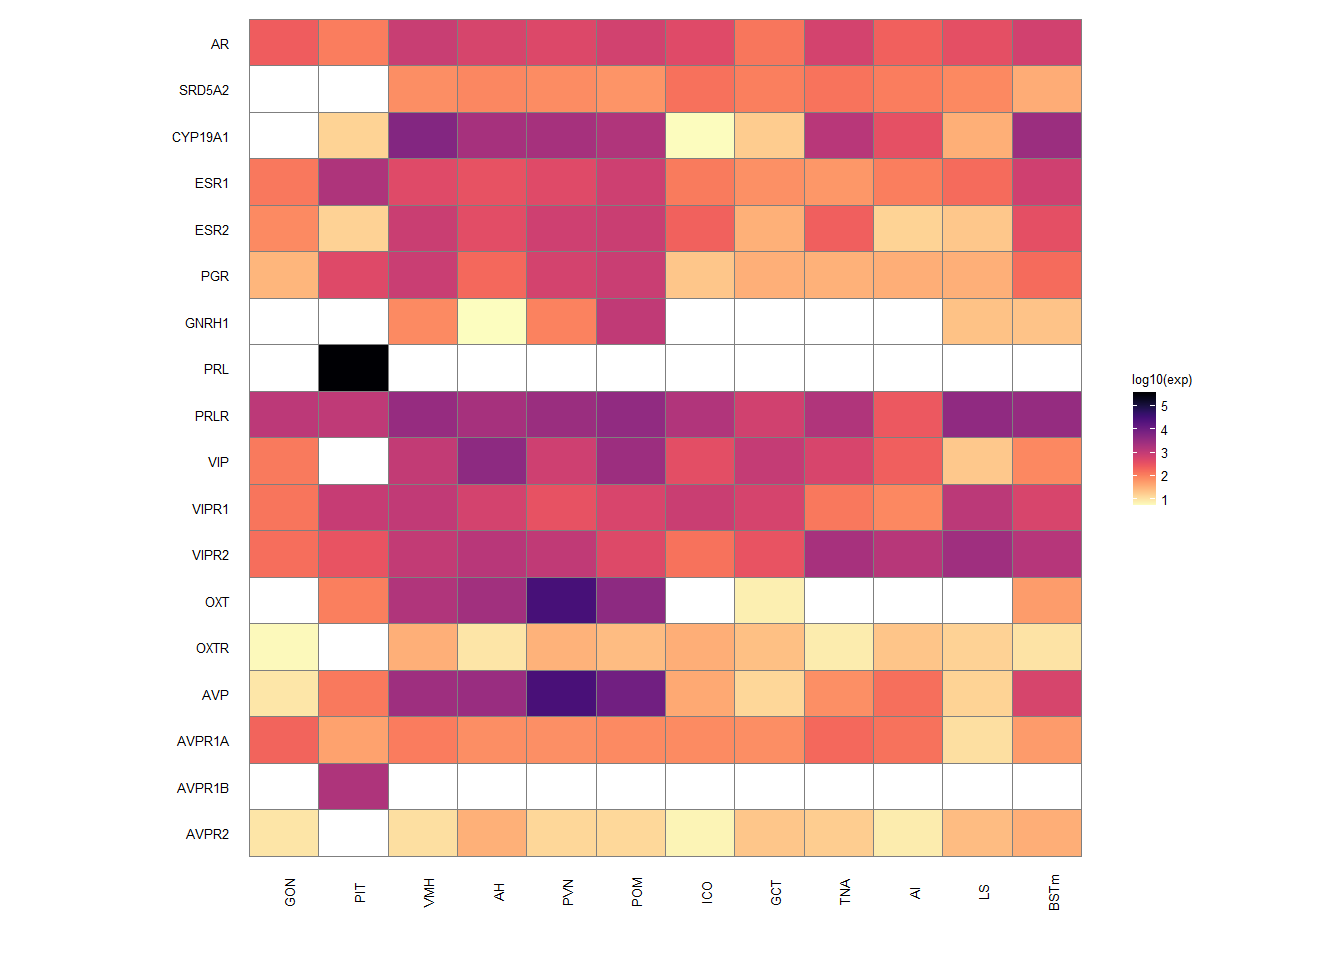 AR
SRD5A2
CYP19A1
ESR1
ESR2
PGR
GNRH1
PRL
PRLR
VIP
VIPR1
VIPR2
OXT
OXTR
AVP
AVPR1A
AVPR1B
AVPR2
GON
PIT
VMH
AH
PVN
POM
ICO
GCT
TNA
AI
LS
BSTm
log10(exp)
5
4
3
2
1